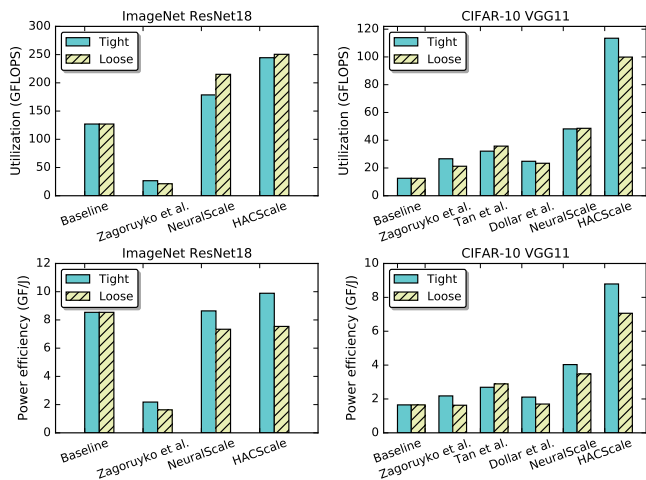 ImageNet ResNet18
Utilization (GFLOPS)
300
250
200
150
100
50
0
Tight
Loose
Baseline
Zagoruyko et al.
NeuralScale
HACScale
CIFAR-10 VGG11
Utilization (GFLOPS)
120
100
80
60
40
20
0
Tight
Loose
Baseline
Zagoruyko et al.
Tan et al.
Dollar et al.
NeuralScale
HACScale
ImageNet ResNet18
Power efficiency (GF/J)
12
10
8
6
4
2
0
Tight
Loose
Baseline
Zagoruyko et al.
NeuralScale
HACScale
CIFAR-10 VGG11
Power efficiency (GF/J)
10
8
6
4
2
0
Tight
Loose
Baseline
Zagoruyko et al.
Tan et al.
Dollar et al.
NeuralScale
HACScale